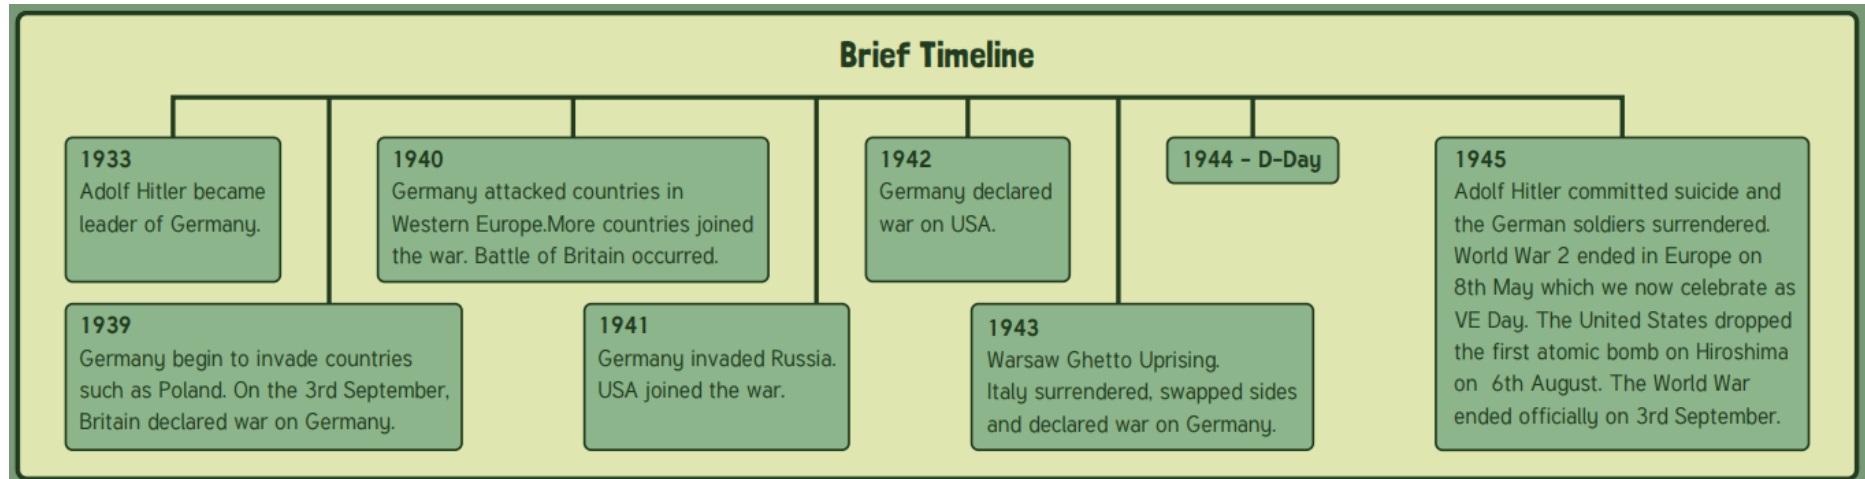 Brief Timeline
1933
Adolf Hitler became
leader of Germany.
1939
Germany begin to invade countries
such as Poland. On the 3rd September,
Britain declared war on Germany.
1940
Germany attacked countries in
Western Europe.More countries joined
the war. Battle of Britain occurred.
1941
Germany invaded Russia.
USA joined the war.
1942
Germany declared
war on USA.
1943
Warsaw Ghetto Uprising.
Italy surrendered, swapped sides
and declared war on Germany.
1944 - D-Day
1945
Adolf Hitler committed suicide and
the German soldiers surrendered.
World War 2 ended in Europe on
8th May which we now celebrate as
VE Day. The United States dropped
the first atomic bomb on Hiroshima
on 6th August. The World War
ended officially on 3rd September.